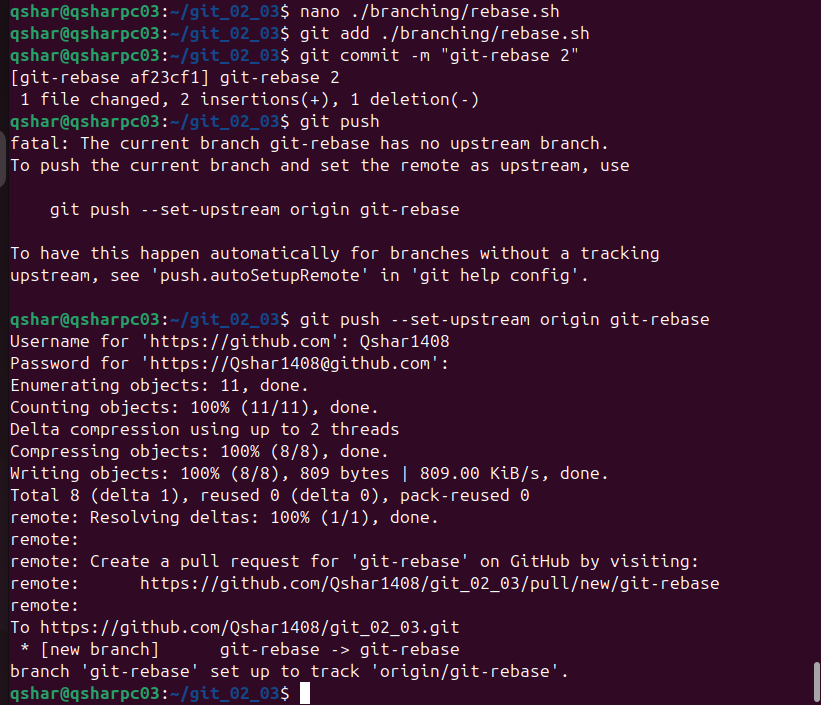 qshar@qsharpc03:~/git_02_03$ nano ./branching/rebase.sh
qshar@qsharpc03:~/git_02_03$ git add ./branching/rebase.sh
qshar@qsharpc03:~/git_02_03$ git commit -m "git-rebase 2"
[git-rebase af23cf1] git-rebase 2
 1 file changed, 2 insertions(+), 1 deletion(-)
qshar@qsharpc03:~/git_02_03$ git push
fatal: The current branch git-rebase has no upstream branch.
To push the current branch and set the remote as upstream, use

    git push --set-upstream origin git-rebase

To have this happen automatically for branches without a tracking
upstream, see 'push.autoSetupRemote' in 'git help config'.

qshar@qsharpc03:~/git_02_03$ git push --set-upstream origin git-rebase
Username for 'https://github.com': Qshar1408
Password for 'https://Qshar1408@github.com':
Enumerating objects: 11, done.
Counting objects: 100% (11/11), done.
Delta compression using up to 2 threads
Compressing objects: 100% (8/8), done.
Writing objects: 100% (8/8), 809 bytes | 809.00 KiB/s, done.
Total 8 (delta 1), reused 0 (delta 0), pack-reused 0
remote: Resolving deltas: 100% (1/1), done.
remote:
remote: Create a pull request for 'git-rebase' on GitHub by visiting:
remote:      https://github.com/Qshar1408/git_02_03/pull/new/git-rebase
remote:
To https://github.com/Qshar1408/git_02_03.git
 * [new branch]      git-rebase -> git-rebase
branch 'git-rebase' set up to track 'origin/git-rebase'.
qshar@qsharpc03:~/git_02_03$